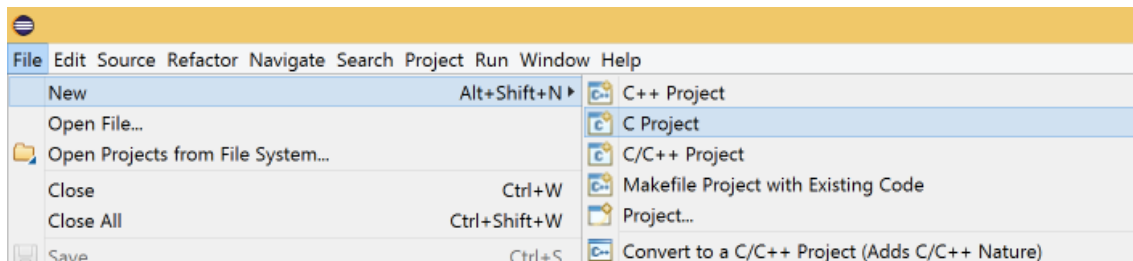 File Edit Source Refactor Navigate Search Project Run Window Help
New Alt+Shift+N
Open File...
Open Projects from File System...
Close Ctrl+W
Close All Ctrl+Shift+W
Save Ctrl+S
C++ Project
C Project
C/C++ Project
Makefile Project with Existing Code
Project...
Convert to a C/C++ Project (Adds C/C++ Nature)